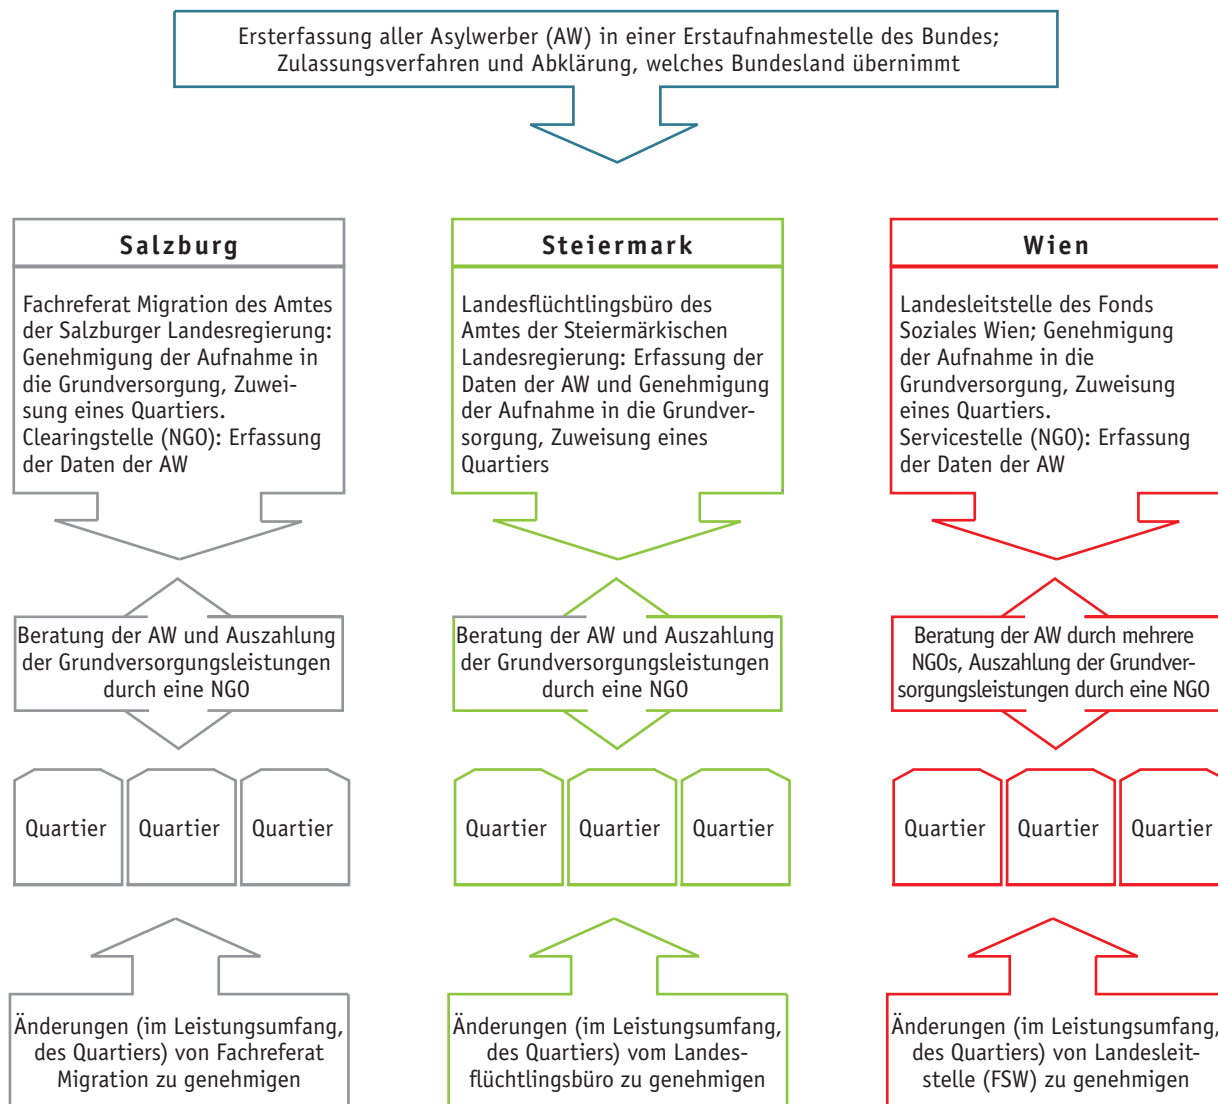 Ersterfassung aller Asylwerber (AW) in einer Erstaufnahmestelle des Bundes;
Zulassungsverfahren und Abklärung, welches Bundesland übernimmt
Salzburg
Fachreferat Migration des Amtes
der Salzburger Landesregierung:
Genehmigung der Aufnahme in
die Grundversorgung, Zuwei-
sung eines Quartiers.
Clearingstelle (NGO): Erfassung
der Daten der AW
Steiermark
Landesflüchtlingsbüro des
Amtes der Steiermärkischen
Landesregierung: Erfassung der
Daten der AW und Genehmigung
der Aufnahme in die Grundver-
sorgung, Zuweisung eines
Quartiers
Wien
Landesleitstelle des Fonds
Soziales Wien; Genehmigung
der Aufnahme in die
Grundversorgung, Zuweisung
eines Quartiers.
Servicestelle (NGO): Erfassung
der Daten der AW
Beratung der AW und Auszahlung
der Grundversorgungsleistungen
durch eine NGO
Beratung der AW und Auszahlung
der Grundversorgungsleistungen
durch eine NGO
Beratung der AW durch mehrere
NGOs, Auszahlung der Grundver-
sorgungsleistungen durch eine NGO
Quartier
Quartier
Quartier
Quartier
Quartier
Quartier
Quartier
Quartier
Quartier
Änderungen (im Leistungsumfang,
des Quartiers) von Fachreferat
Migration zu genehmigen
Änderungen (im Leistungsumfang,
des Quartiers) vom Landes-
flüchtlingsbüro zu genehmigen
Änderungen (im Leistungsumfang,
des Quartiers) von Landesleit-
stelle (FSW) zu genehmigen